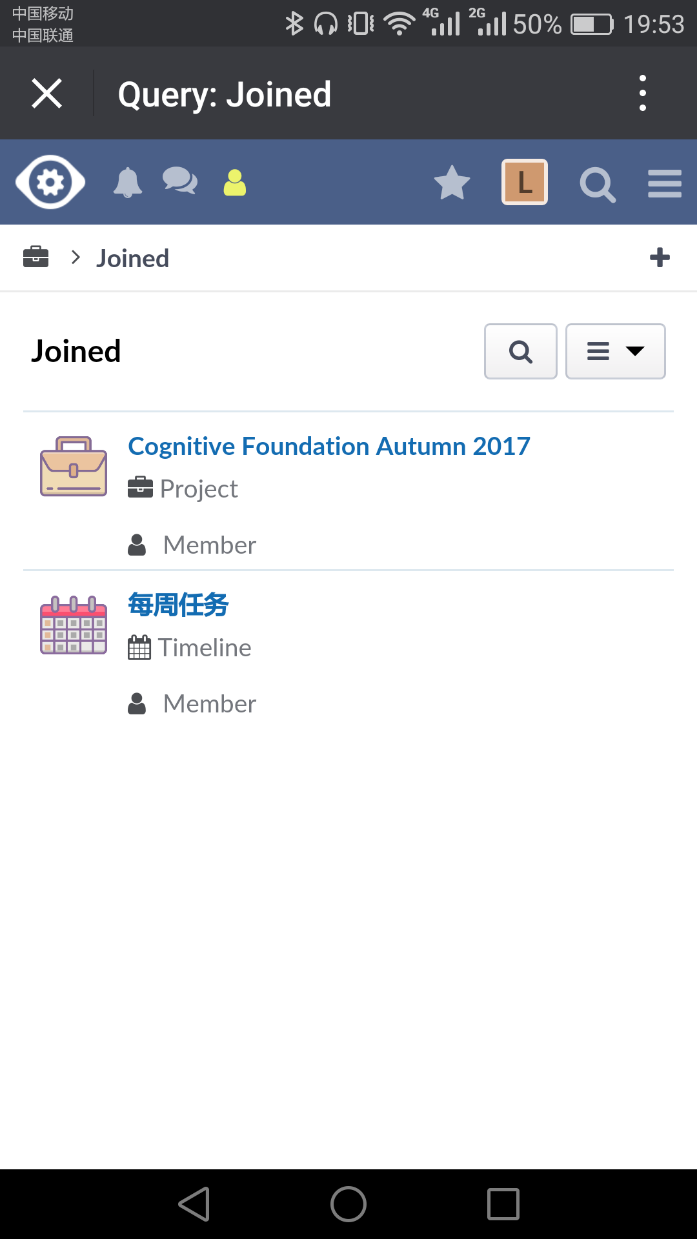 中国移动
中国联通
4G 2G 50% 19:53
Query: Joined
L
Joined
Joined
Cognitive Foundation Autumn 2017
Project
Member
每周任务
Timeline
Member